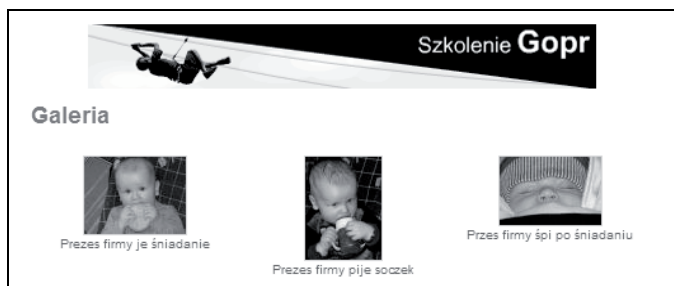 Szkolenie Gopr
Galeria
Prezes firmy je śniadanie
Przes firmy śpi po śniadaniu
Prezes firmy pije soczek